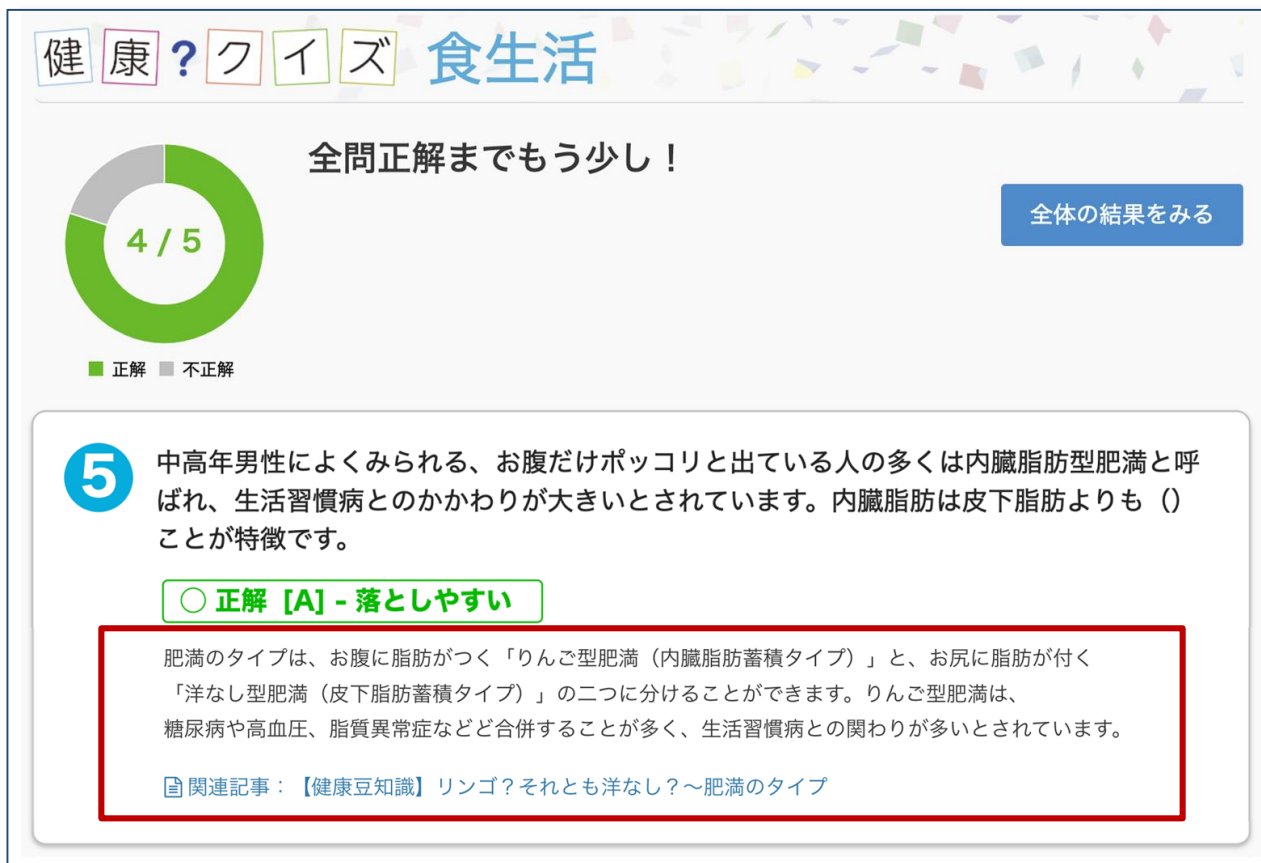 健康?クイズ 食生活
全問正解までもう少し！
全体の結果をみる
4 / 5
正解 不正解
5
中高年男性によくみられる、お腹だけポッコリと出ている人の多くは内臓脂肪型肥満と呼
ばれ、生活習慣病とのかかわりが大きいとされています。内臓脂肪は皮下脂肪よりも（）
ことが特徴です。
○ 正解 [A] - 落としやすい
肥満のタイプは、お腹に脂肪がつく「りんご型肥満（内臓脂肪蓄積タイプ）」と、お尻に脂肪が付く
「洋なし型肥満（皮下脂肪蓄積タイプ）」の二つに分けることができます。りんご型肥満は、
糖尿病や高血圧、脂質異常症などど合併することが多く、生活習慣病との関わりが多いとされています。
関連記事：【健康豆知識】リンゴ？それとも洋なし？〜肥満のタイプ